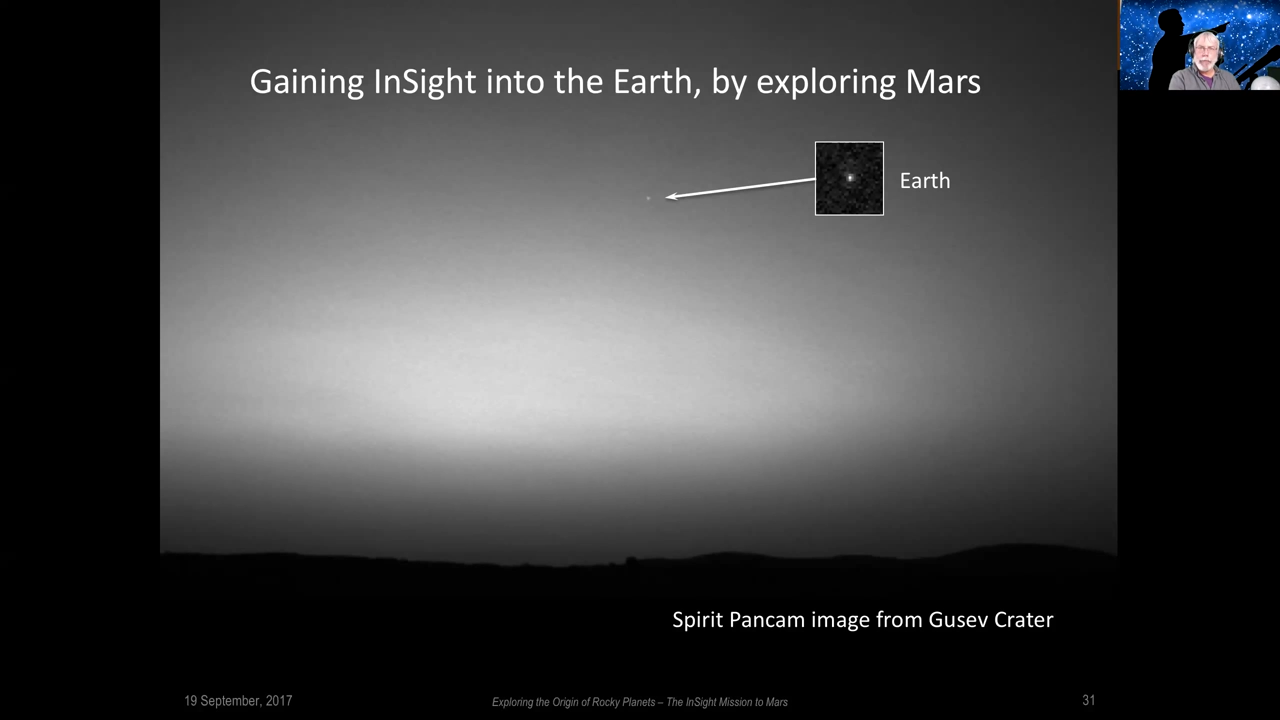 Gaining InSight into the Earth, by exploring Mars
Earth
Spirit Pancam image from Gusev Crater
19 September, 2017
Exploring the Origin of Rocky Planets – The InSight Mission to Mars
31